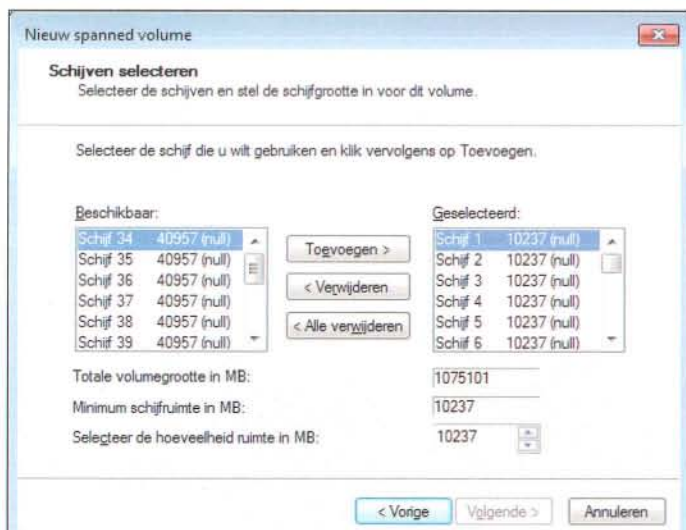 Nieuw spanned volume
Schijven selecteren
Selecteer de schijven en stel de schijfgrootte in voor dit volume.
Selecteer de schijf die u wilt gebruiken en klik vervolgens op Toevoegen.
Beschikbaar:
Schijf 34 40957 (null)
Schijf 35 40957 (null)
Schijf 36 40957 (null)
Schijf 37 40957 (null)
Schijf 38 40957 (null)
Schijf 39 40957 (null)
Toevoegen >
< Verwijderen
< Alle verwijderen
Geselecteerd:
Schijf 1 10237 (null)
Schijf 2 10237 (null)
Schijf 3 10237 (null)
Schijf 4 10237 (null)
Schijf 5 10237 (null)
Schijf 6 10237 (null)
Totale volumegrootte in MB: 1075101
Minimum schijfruimte in MB: 10237
Selecteer de hoeveelheid ruimte in MB: 10237
< Vorige Volgende > Annuleren